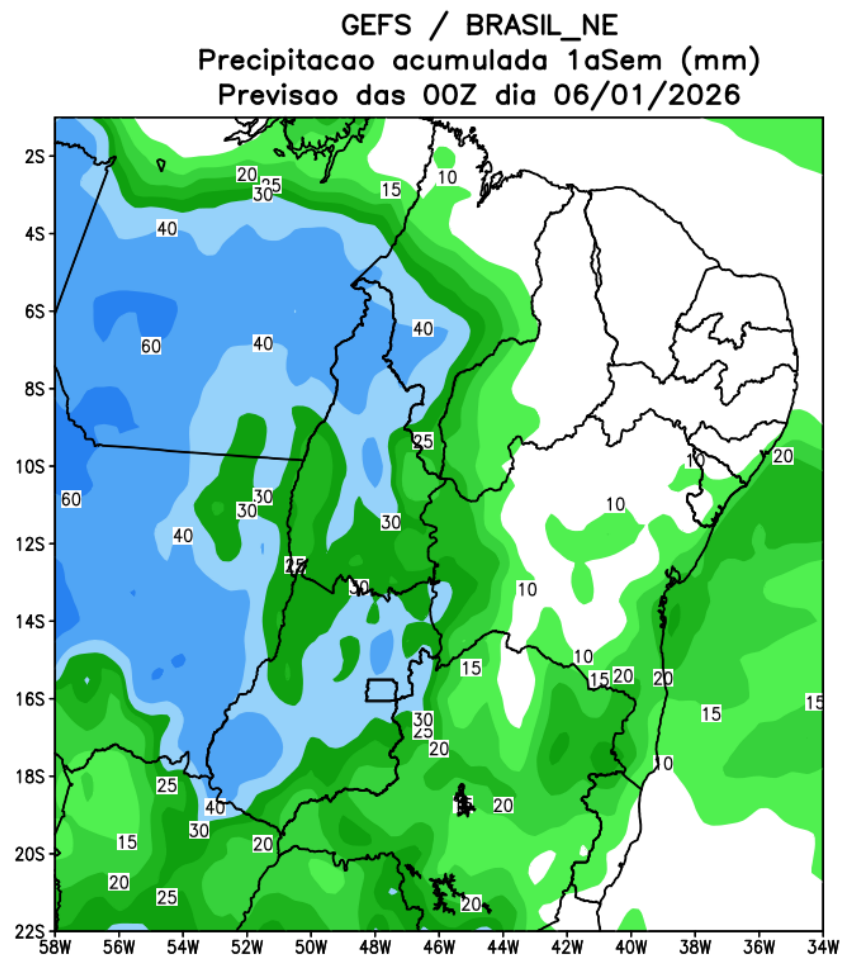 GEFS / BRASIL_NE
Precipitacao acumulada 1aSem (mm)
Previsao das 00Z dia 06/01/2026
2S
20
25
30
15
10
4S
40
6S
60
40
40
8S
25
10S
10
20
60
30
30
30
10
12S
40
25
30
10
14S
10
15
15
20
20
16S
15
15
30
25
20
10
18S
25
40
20
30
15
20
20S
20
25
20
22S
58W
56W
54W
52W
50W
48W
46W
44W
42W
40W
38W
36W
34W